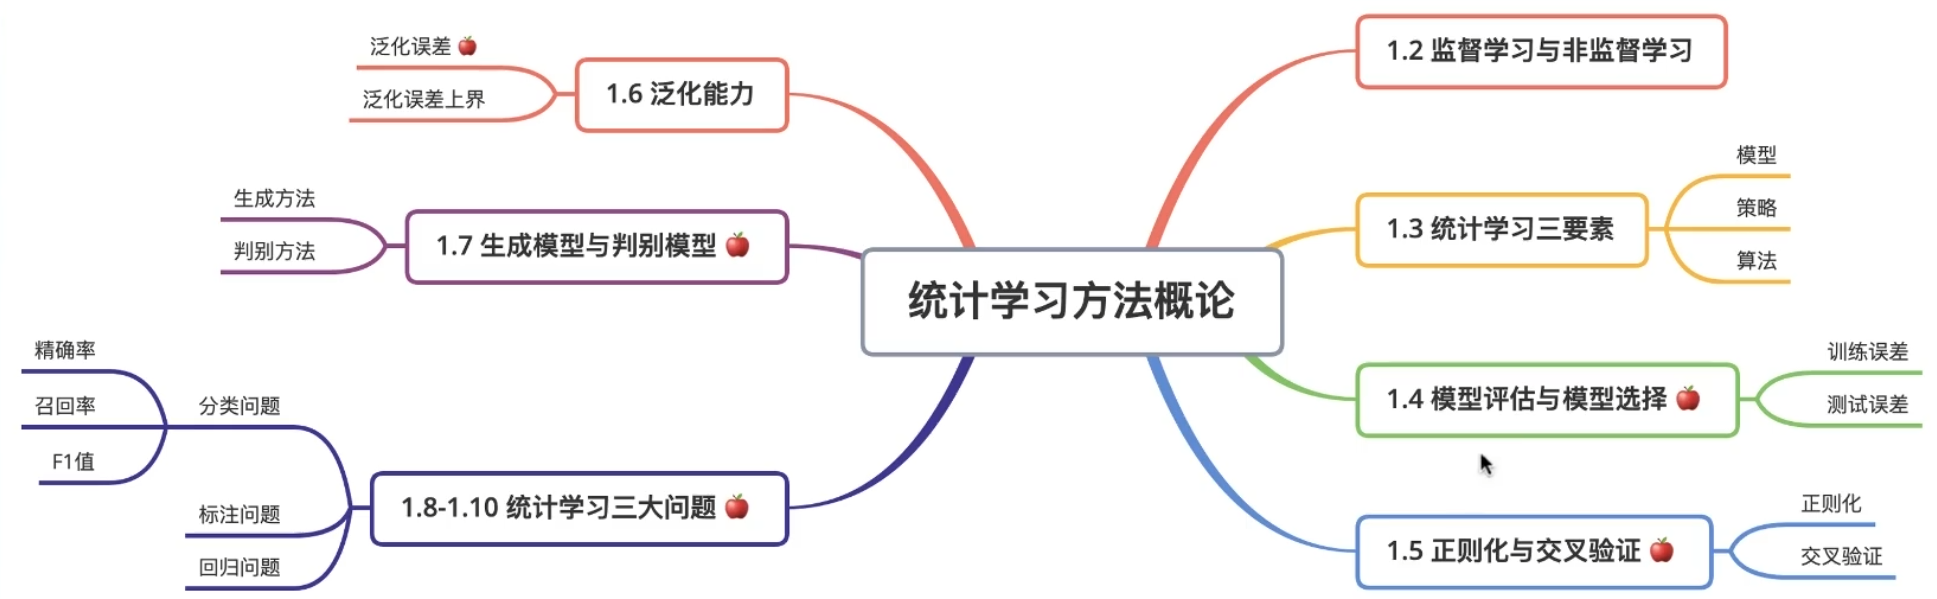 统计学习方法概论
1.2 监督学习与非监督学习
1.3 统计学习三要素
模型
策略
算法
1.4 模型评估与模型选择
训练误差
测试误差
1.5 正则化与交叉验证
正则化
交叉验证
1.6 泛化能力
泛化误差
泛化误差上界
1.7 生成模型与判别模型
生成方法
判别方法
1.8-1.10 统计学习三大问题
分类问题
精确率
召回率
F1值
标注问题
回归问题